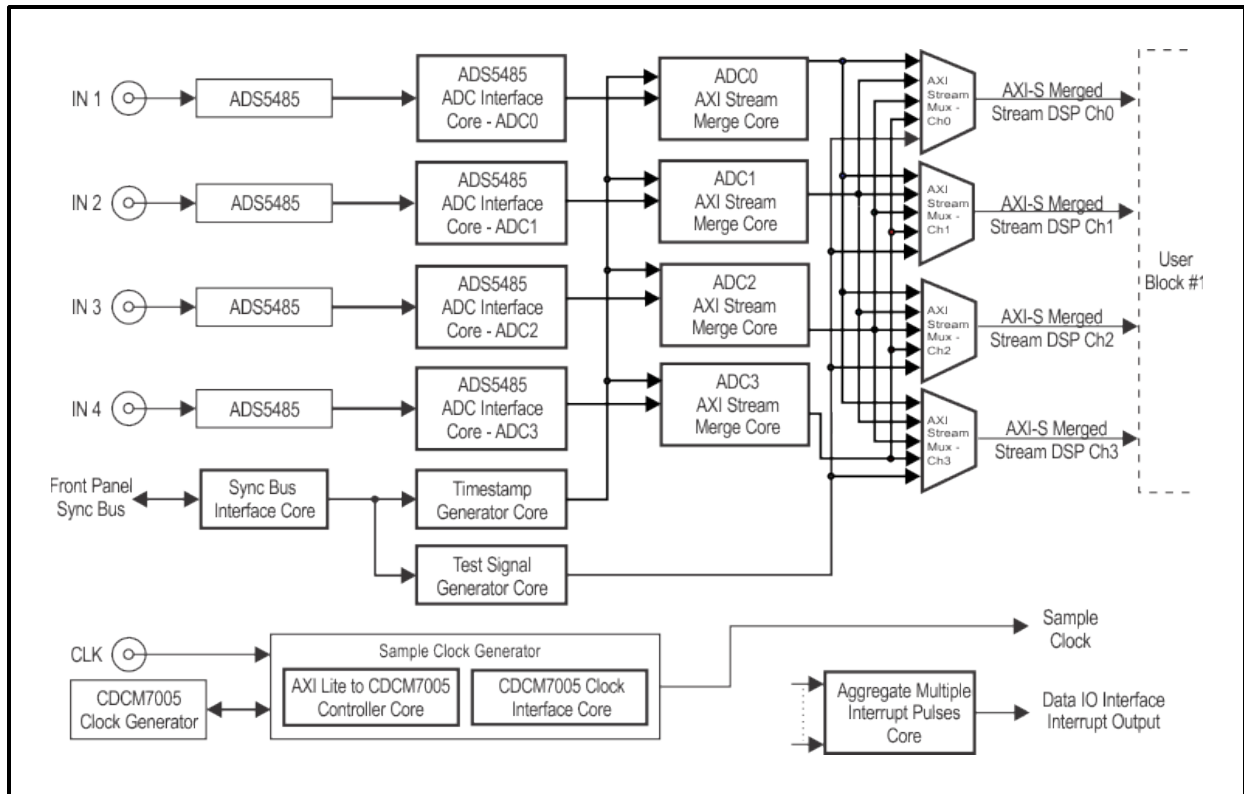 IN 1
ADS5485
ADS5485
ADC Interface
Core - ADC0
ADC0
AXI Stream
Merge Core
AXI
Stream
Mux -
Ch0
AXI-S Merged
Stream DSP Ch0
IN 2
ADS5485
ADS5485
ADC Interface
Core - ADC1
ADC1
AXI Stream
Merge Core
AXI
Stream
Mux -
Ch1
AXI-S Merged
Stream DSP Ch1
User
Block #1
IN 3
ADS5485
ADS5485
ADC Interface
Core - ADC2
ADC2
AXI Stream
Merge Core
AXI
Stream
Mux -
Ch2
AXI-S Merged
Stream DSP Ch2
IN 4
ADS5485
ADS5485
ADC Interface
Core - ADC3
ADC3
AXI Stream
Merge Core
AXI
Stream
Mux -
Ch3
AXI-S Merged
Stream DSP Ch3
Front Panel
Sync Bus
Sync Bus
Interface Core
Timestamp
Generator Core
Test Signal
Generator Core
CLK
Sample Clock Generator
Sample
Clock
CDCM7005
Clock Generator
AXI Lite to CDCM7005
Controller Core
CDCM7005 Clock
Interface Core
Aggregate Multiple
Interrupt Pulses
Core
Data IO Interface
Interrupt Output